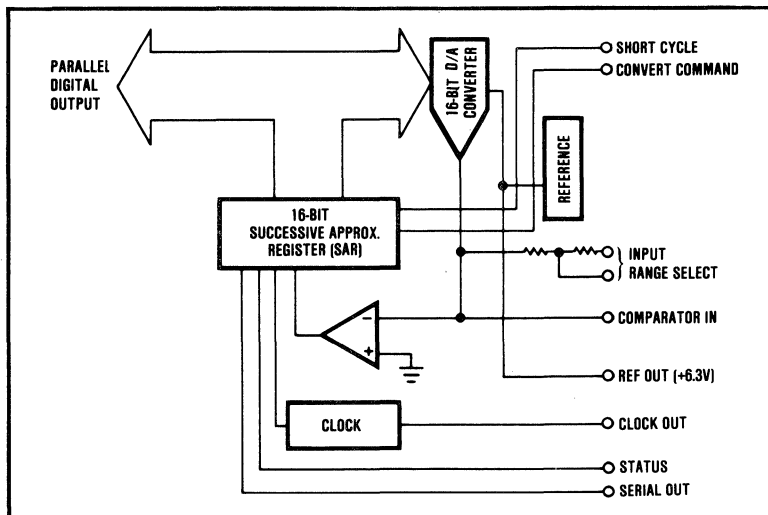 PARALLEL
DIGITAL
OUTPUT
16-BIT D/A
CONVERTER
SHORT CYCLE
CONVERT COMMAND
REFERENCE
16-BIT
SUCCESSIVE APPROX.
REGISTER (SAR)
INPUT
RANGE SELECT
−
+
COMPARATOR IN
REF OUT (+6.3V)
CLOCK
CLOCK OUT
STATUS
SERIAL OUT